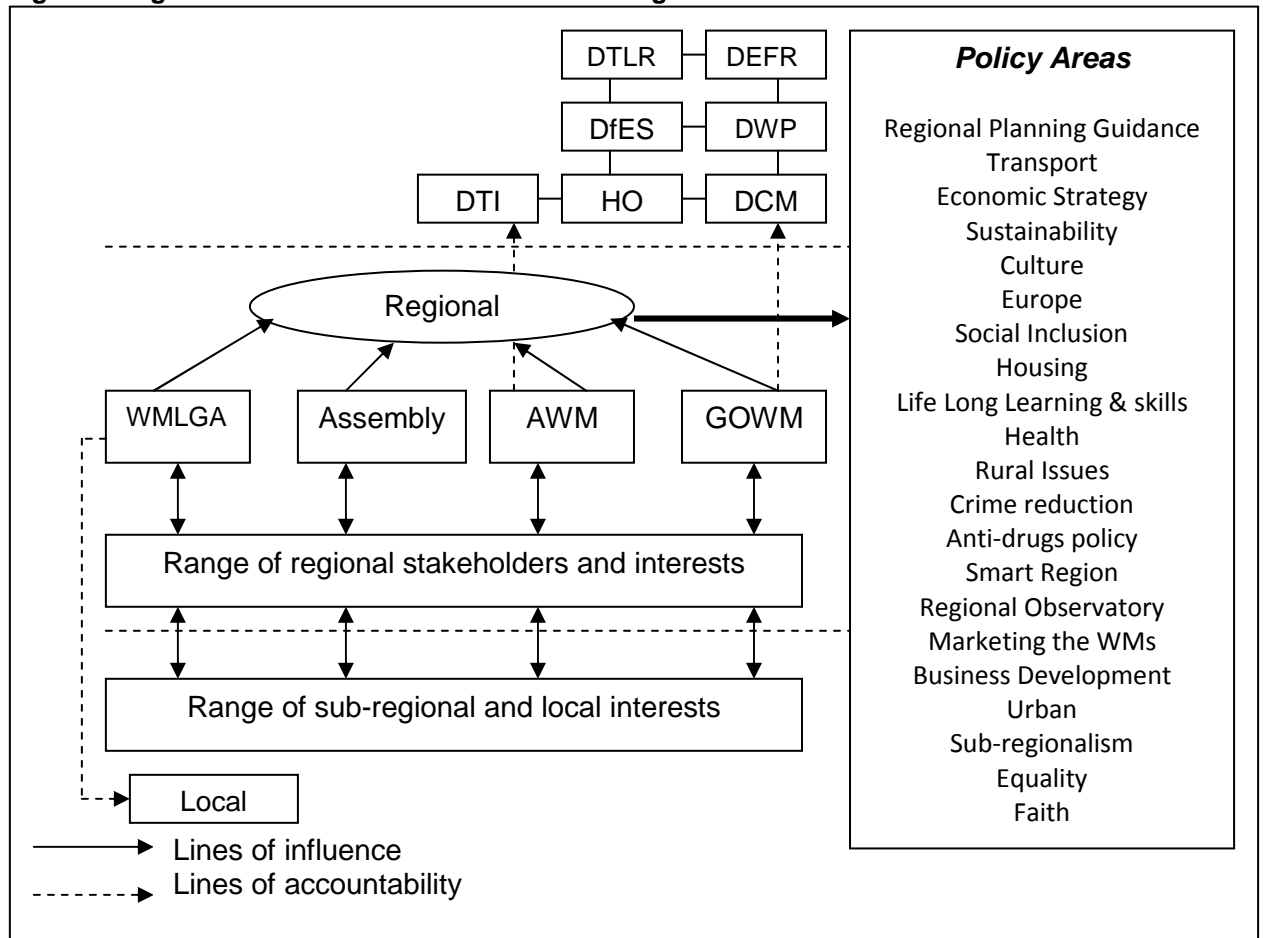 DTLR DEFR
DfES DWP
DTI HO DCM
Regional
WMLGA Assembly AWM GOWM
Range of regional stakeholders and interests
Range of sub-regional and local interests
Local
Lines of influence
Lines of accountability
Policy Areas
Regional Planning Guidance
Transport
Economic Strategy
Sustainability
Culture
Europe
Social Inclusion
Housing
Life Long Learning & skills
Health
Rural Issues
Crime reduction
Anti-drugs policy
Smart Region
Regional Observatory
Marketing the WMs
Business Development
Urban
Sub-regionalism
Equality
Faith